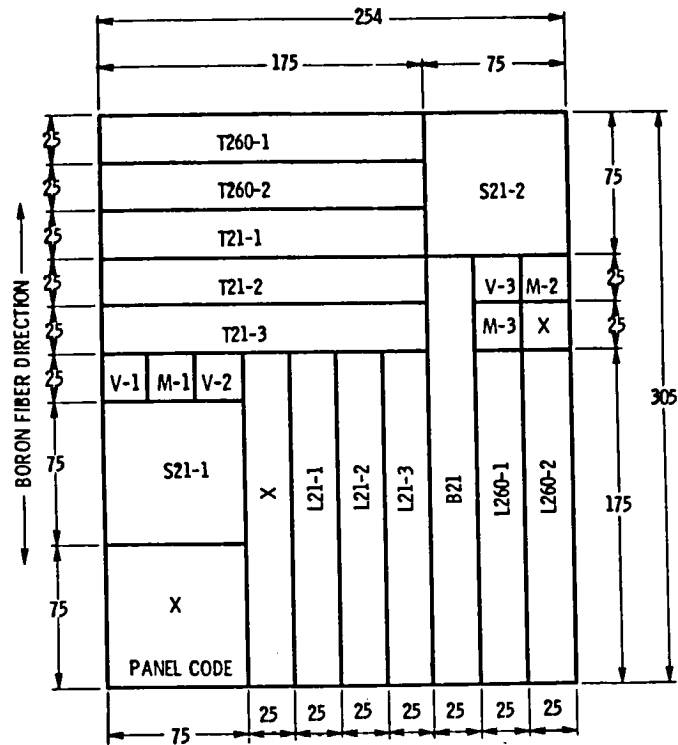 254
175 75
25 T260-1
25 T260-2 S21-2 75
25 T21-1
25 T21-2 V-3 M-2 25
25 T21-3 M-3 X 25
25 V-1 M-1 V-2
BORON FIBER DIRECTION
305
75 S21-1 X L21-1 L21-2 L21-3 B21 L260-1 L260-2 175
75 X
PANEL CODE
75 25 25 25 25 25 25 25